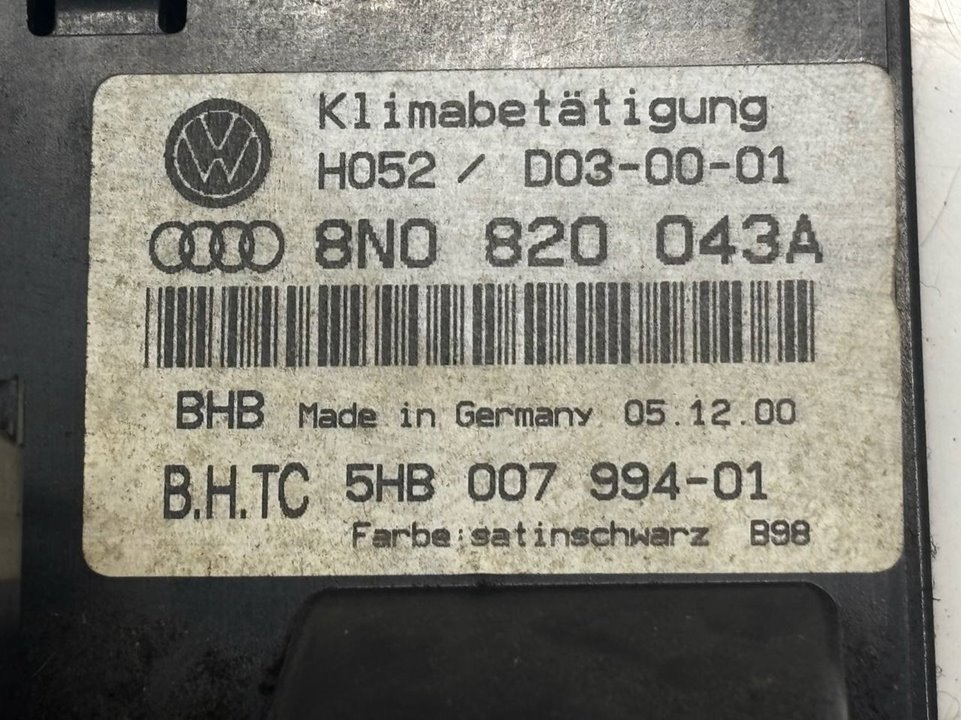 Klimabetätigung
H052 / D03-00-01
8N0 820 043A
BHB Made in Germany 05.12.00
B.H.TC 5HB 007 994-01
Farbe:satinschwarz B98